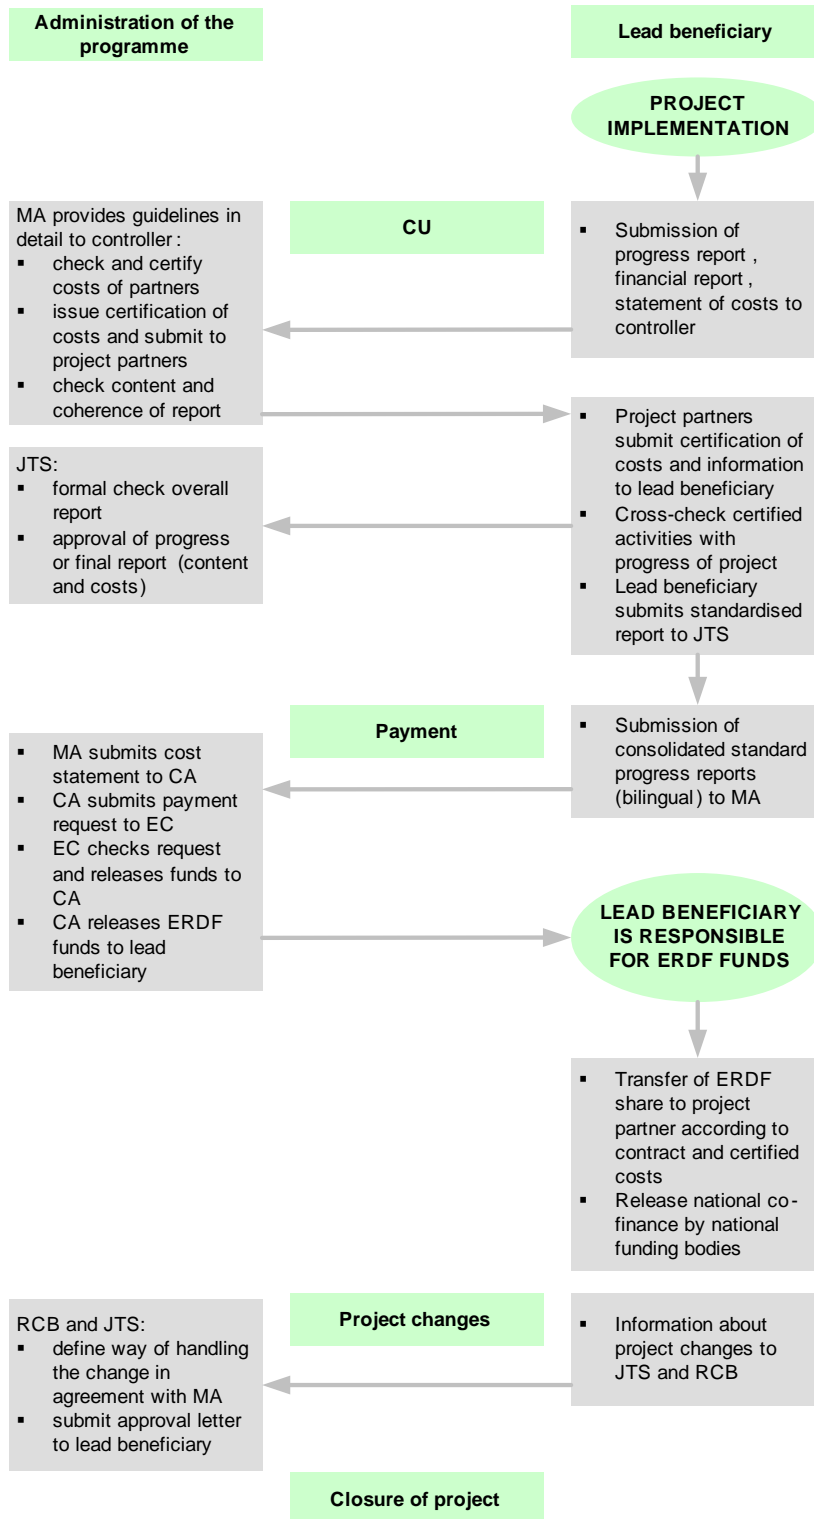 Administration of the
programme
Lead beneficiary
PROJECT
IMPLEMENTATION
MA provides guidelines in
detail to controller :
▪ check and certify
costs of partners
▪ issue certification of
costs and submit to
project partners
▪ check content and
coherence of report
CU
▪ Submission of
progress report ,
financial report ,
statement of costs to
controller
▪ Project partners
submit certification of
costs and information
to lead beneficiary
▪ Cross-check certified
activities with
progress of project
▪ Lead beneficiary
submits standardised
report to JTS
JTS:
▪ formal check overall
report
▪ approval of progress
or final report (content
and costs)
Payment
▪ Submission of
consolidated standard
progress reports
(bilingual) to MA
▪ MA submits cost
statement to CA
▪ CA submits payment
request to EC
▪ EC checks request
and releases funds to
CA
▪ CA releases ERDF
funds to lead
beneficiary
LEAD BENEFICIARY
IS RESPONSIBLE
FOR ERDF FUNDS
▪ Transfer of ERDF
share to project
partner according to
contract and certified
costs
▪ Release national co-
finance by national
funding bodies
RCB and JTS:
▪ define way of handling
the change in
agreement with MA
▪ submit approval letter
to lead beneficiary
Project changes
▪ Information about
project changes to
JTS and RCB
Closure of project